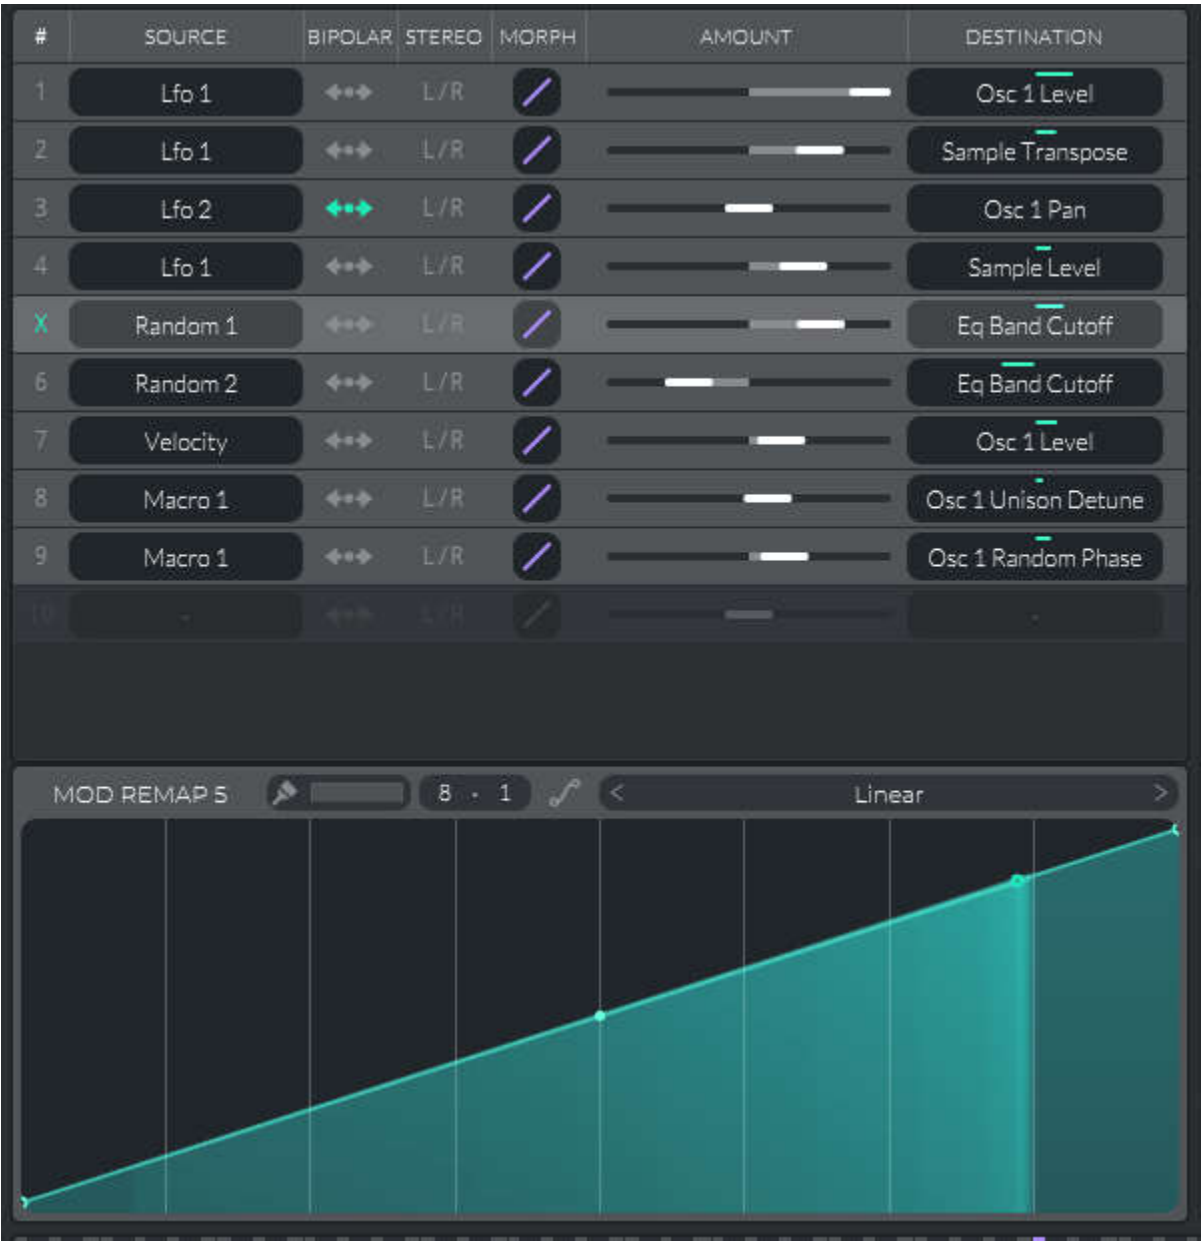 # SOURCE BIPOLAR STEREO MORPH AMOUNT DESTINATION
1 Lfo 1 L/R Osc 1 Level
2 Lfo 1 L/R Sample Transpose
3 Lfo 2 L/R Osc 1 Pan
4 Lfo 1 L/R Sample Level
X Random 1 L/R Eq Band Cutoff
6 Random 2 L/R Eq Band Cutoff
7 Velocity L/R Osc 1 Level
8 Macro 1 L/R Osc 1 Unison Detune
9 Macro 1 L/R Osc 1 Random Phase
10 - L/R -
MOD REMAP 5 8 - 1 < Linear >